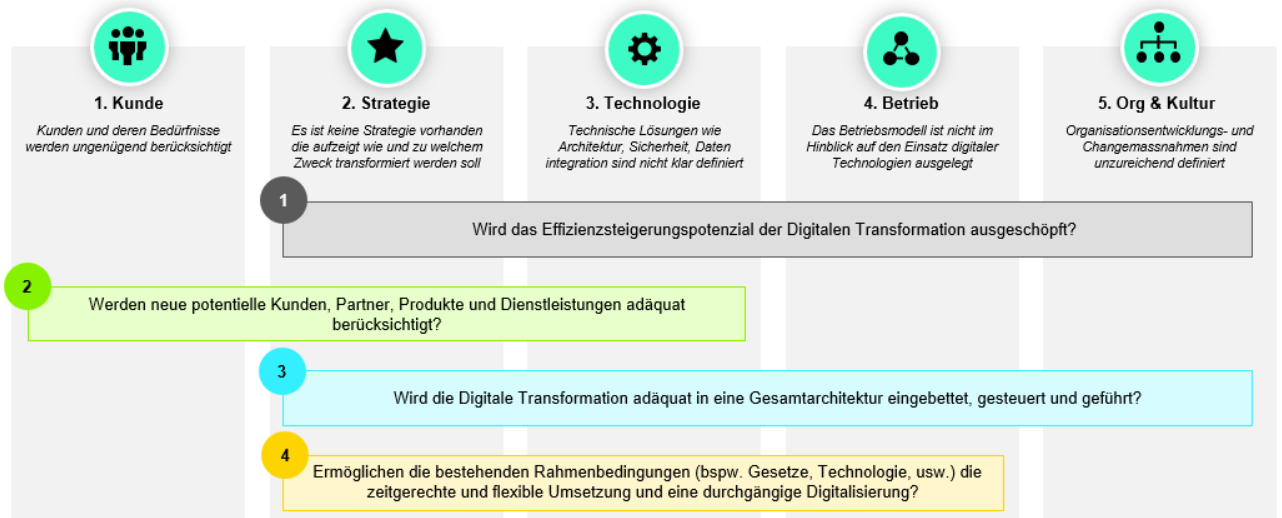 1. Kunde
Kunden und deren Bedürfnisse
werden ungenügend berücksichtigt
2. Strategie
Es ist keine Strategie vorhanden
die aufzeigt wie und zu welchem
Zweck transformiert werden soll
3. Technologie
Technische Lösungen wie
Architektur, Sicherheit, Daten
integration sind nicht klar definiert
4. Betrieb
Das Betriebsmodell ist nicht im
Hinblick auf den Einsatz digitaler
Technologien ausgelegt
5. Org & Kultur
Organisationsentwicklungs- und
Changemassnahmen sind
unzureichend definiert
1
Wird das Effizienzsteigerungspotenzial der Digitalen Transformation ausgeschöpft?
2
Werden neue potentielle Kunden, Partner, Produkte und Dienstleistungen adäquat
berücksichtigt?
3
Wird die Digitale Transformation adäquat in eine Gesamtarchitektur eingebettet, gesteuert und geführt?
4
Ermöglichen die bestehenden Rahmenbedingungen (bspw. Gesetze, Technologie, usw.) die
zeitgerechte und flexible Umsetzung und eine durchgängige Digitalisierung?